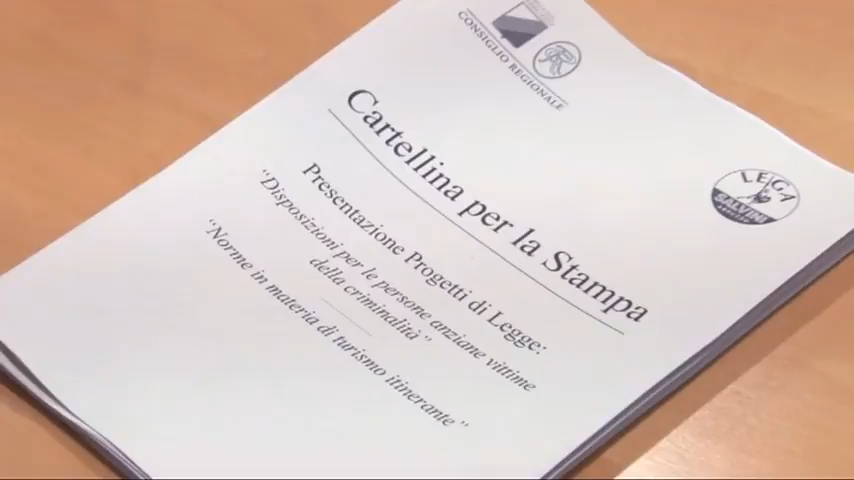 CONSIGLIO REGIONALE
LEGA
SALVINI
Cartellina per la Stampa
Presentazione Progetti di Legge:
"Disposizioni per le persone anziane vittime
della criminalità"
"Norme in materia di turismo itinerante"